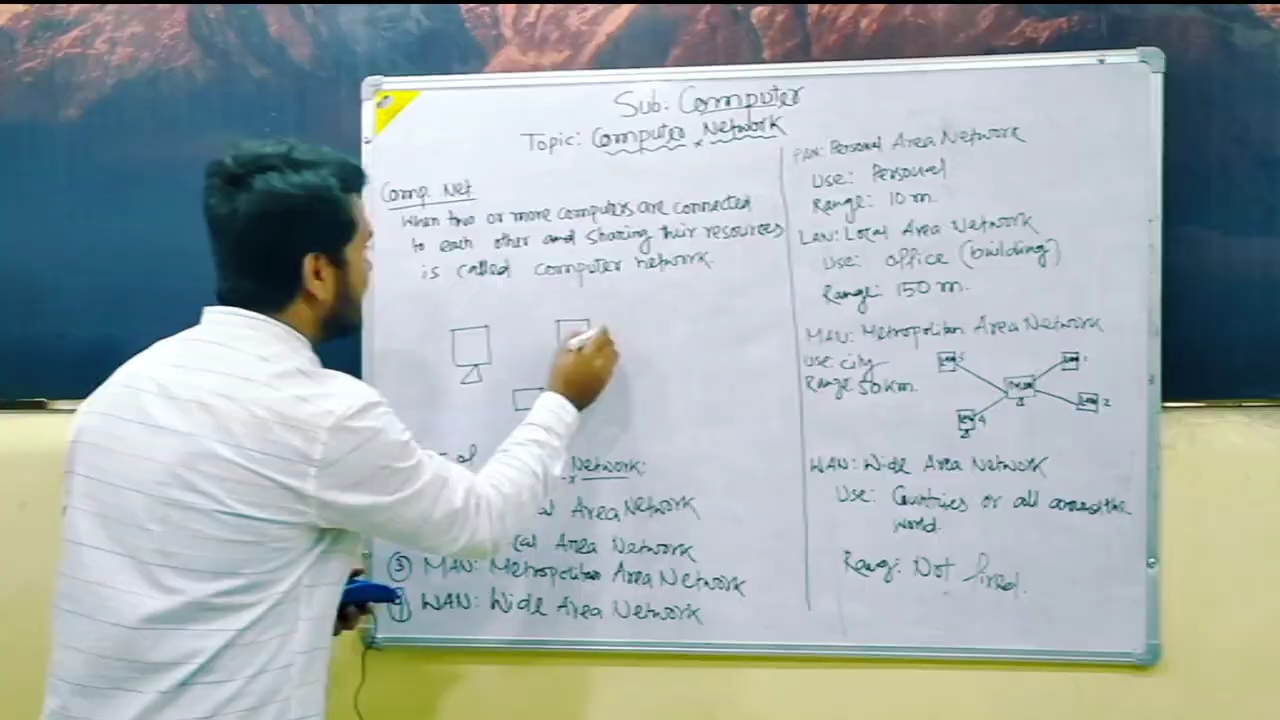 Sub. Computer
Topic: Computer Network
Comp. Net
When two or more computers are connected
to each other and sharing their resources
is called computer network.
Network:
al Area Network
cal Area Network
③ MAN: Metropolitan Area Network
④ WAN: Wide Area Network
PAN: Personal Area Network
Use: Personel
Range: 10 m.
LAN: Local Area Network
Use: office (building)
Range: 150 m.
MAN: Metropolitan Area Network
Use: city
Range 50 km.
WAN: Wide Area Network
Use: Countries or all the
world.
Rang: Not fixed.